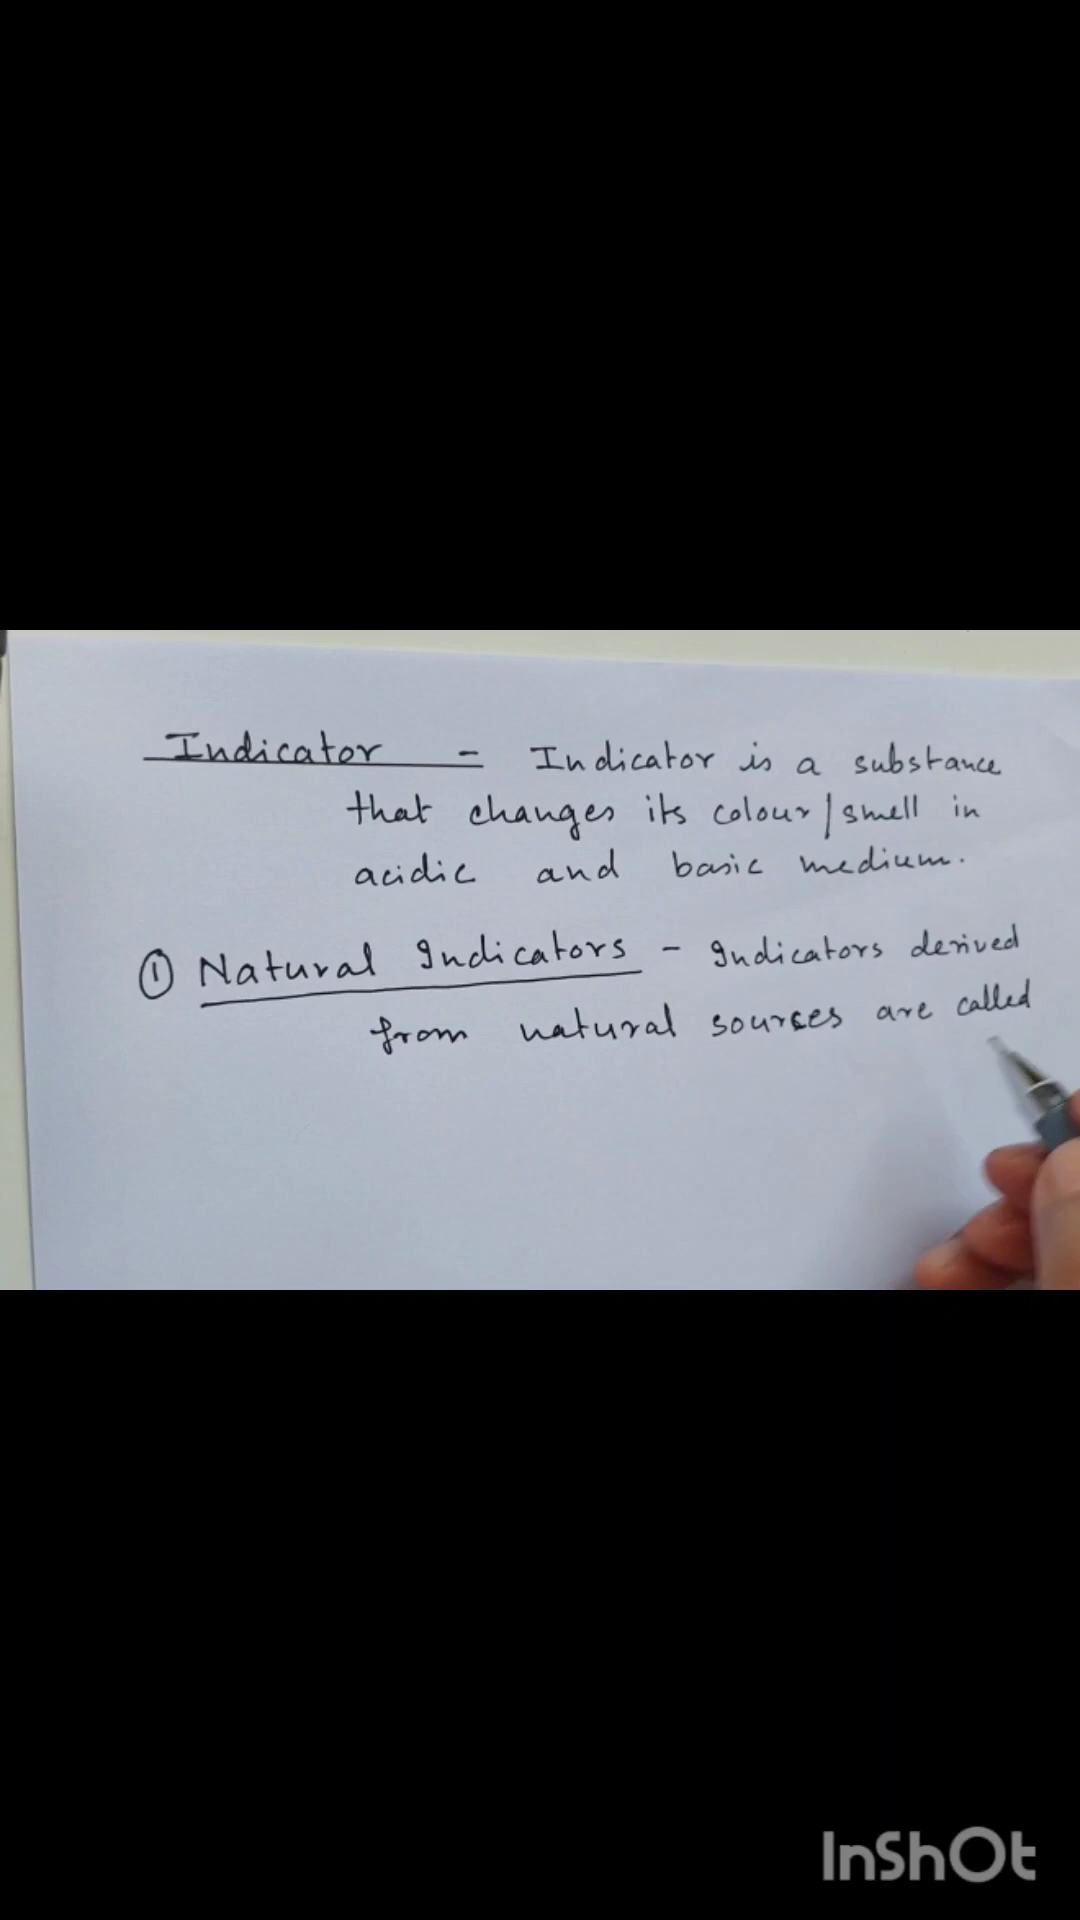 Indicator - Indicator is a substance
that changes its colour/smell in
acidic and basic medium.
① Natural Indicators - Indicators derived
from natural sources are called
InShOt